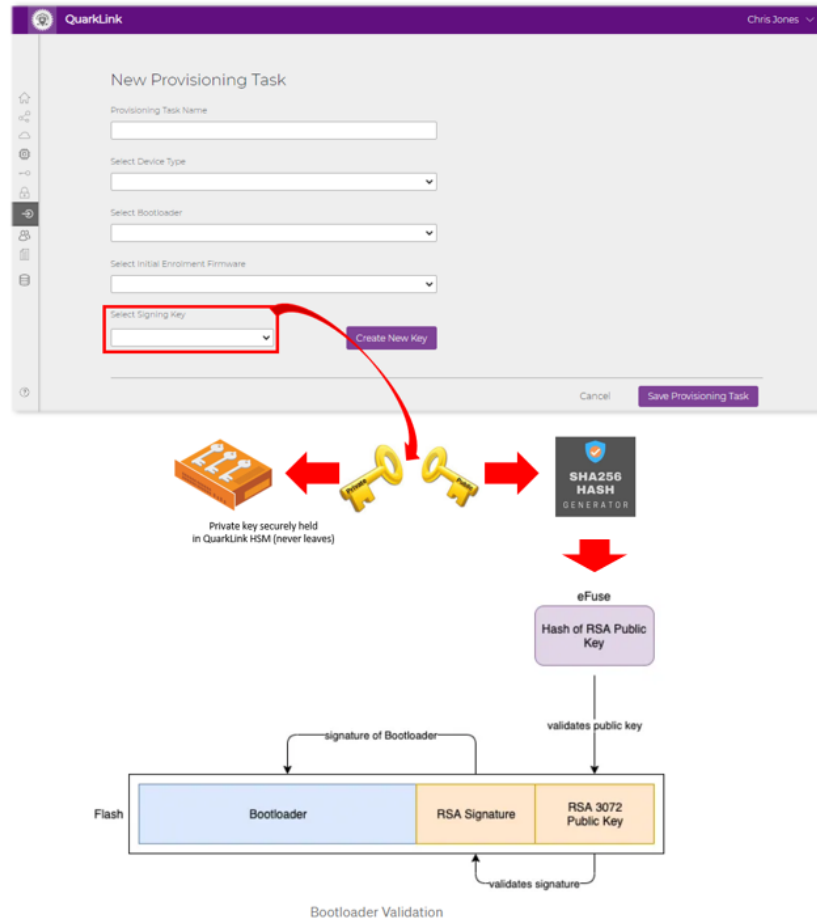 QuarkLink
Chris Jones
New Provisioning Task
Provisioning Task Name
Select Device Type
Select Bootloader
Select Initial Enrolment Firmware
Select Signing Key
Create New Key
Cancel
Save Provisioning Task
Private
Public
SHA256
HASH
GENERATOR
Private key securely held
in QuarkLink HSM (never leaves)
eFuse
Hash of RSA Public
Key
validates public key
signature of Bootloader
Flash
Bootloader
RSA Signature
RSA 3072
Public Key
validates signature
Bootloader Validation